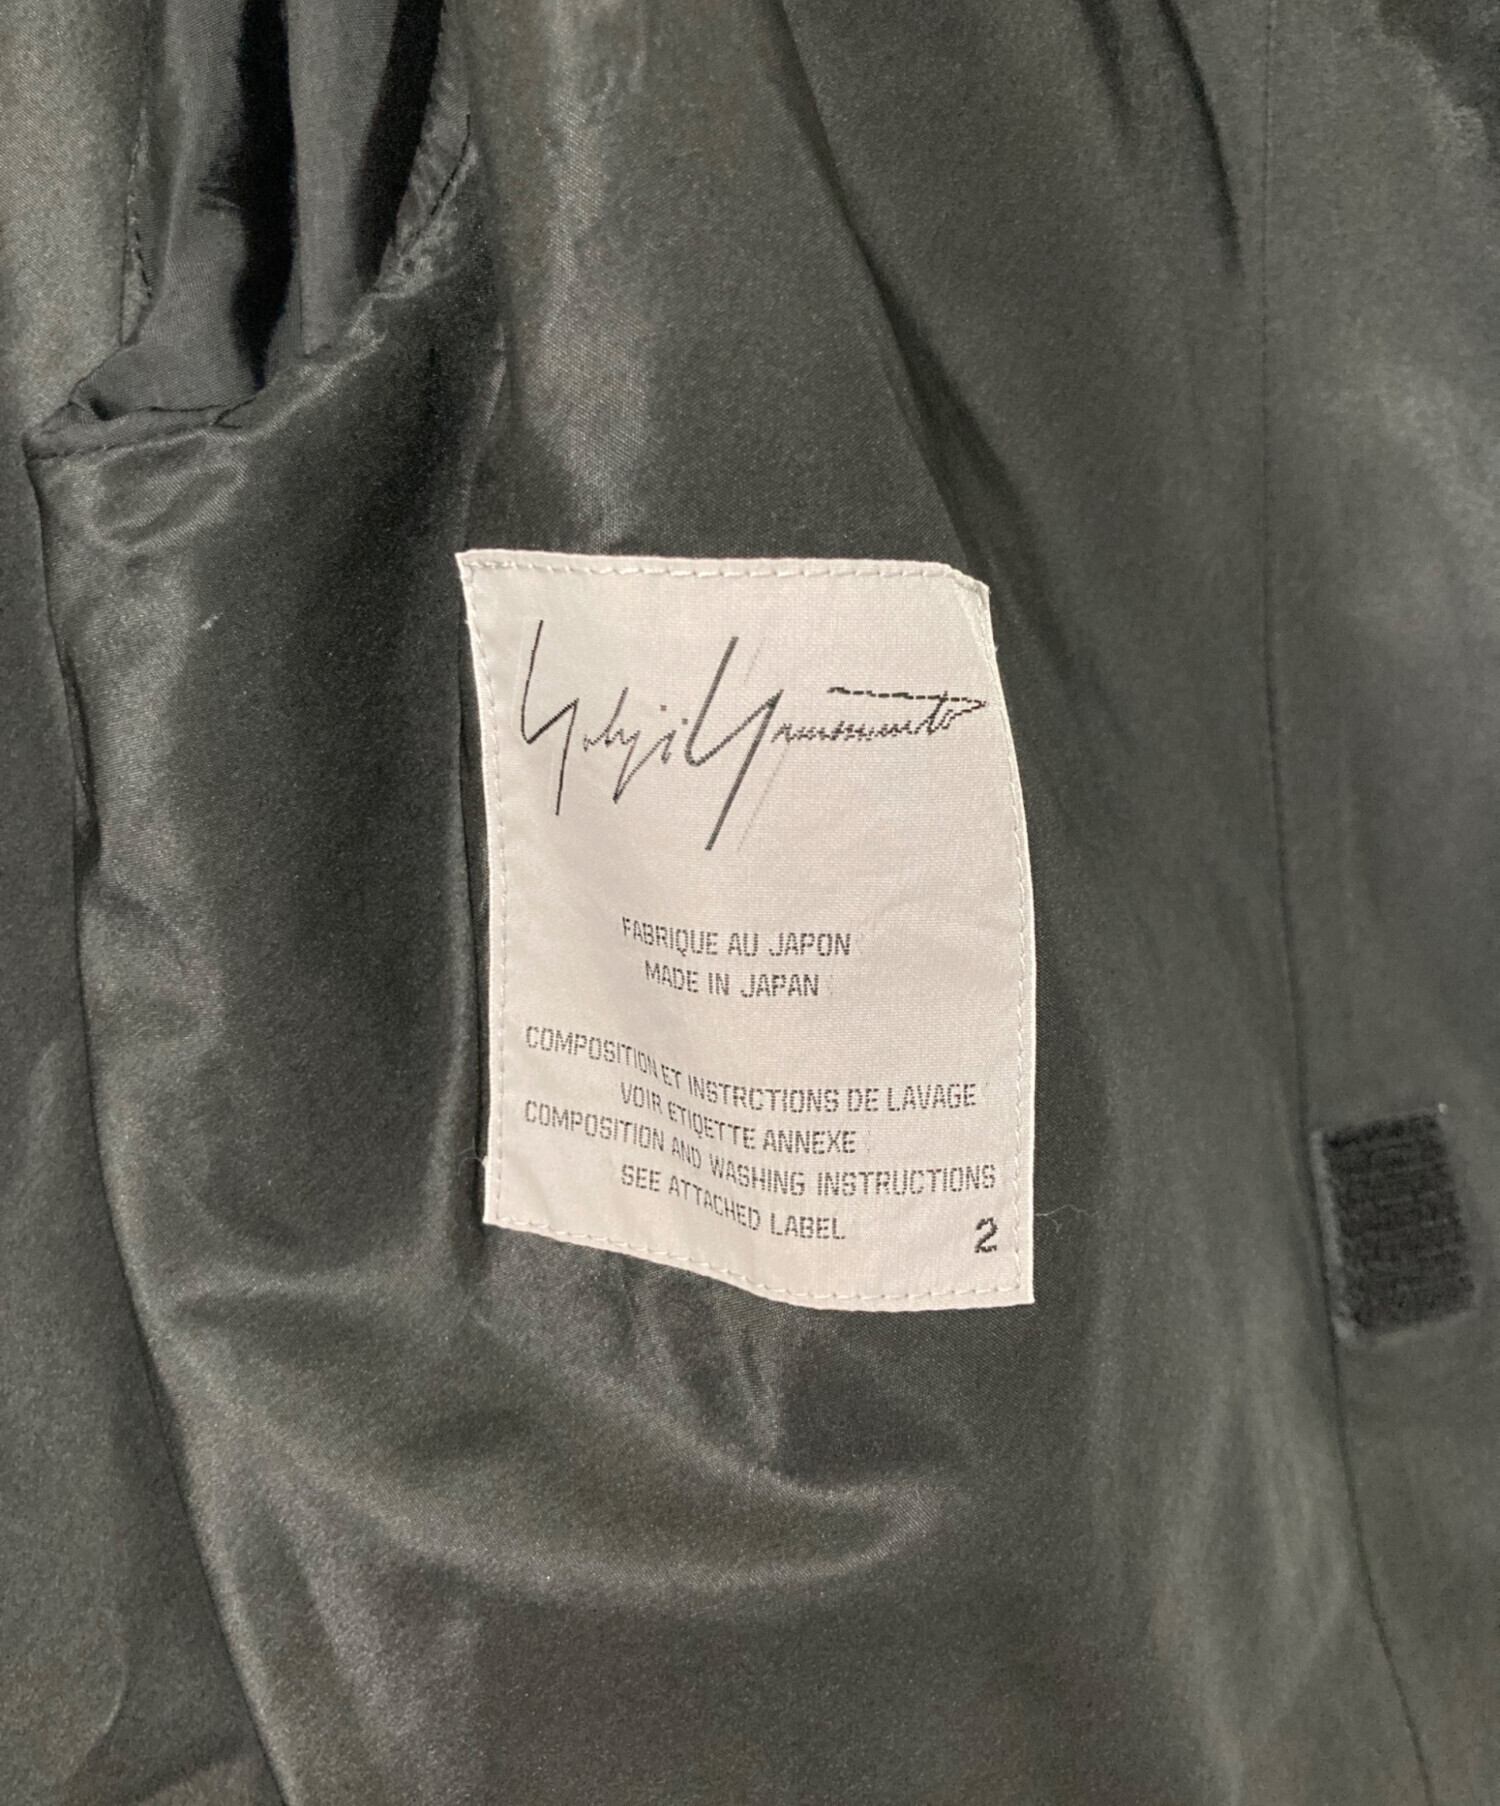 Yohji Yamamoto
FABRIQUE AU JAPON
MADE IN JAPAN
COMPOSITION ET INSTRCTIONS DE LAVAGE
VOIR ETIQETTE ANNEXE
COMPOSITION AND WASHING INSTRUCTIONS
SEE ATTACHED LABEL
2